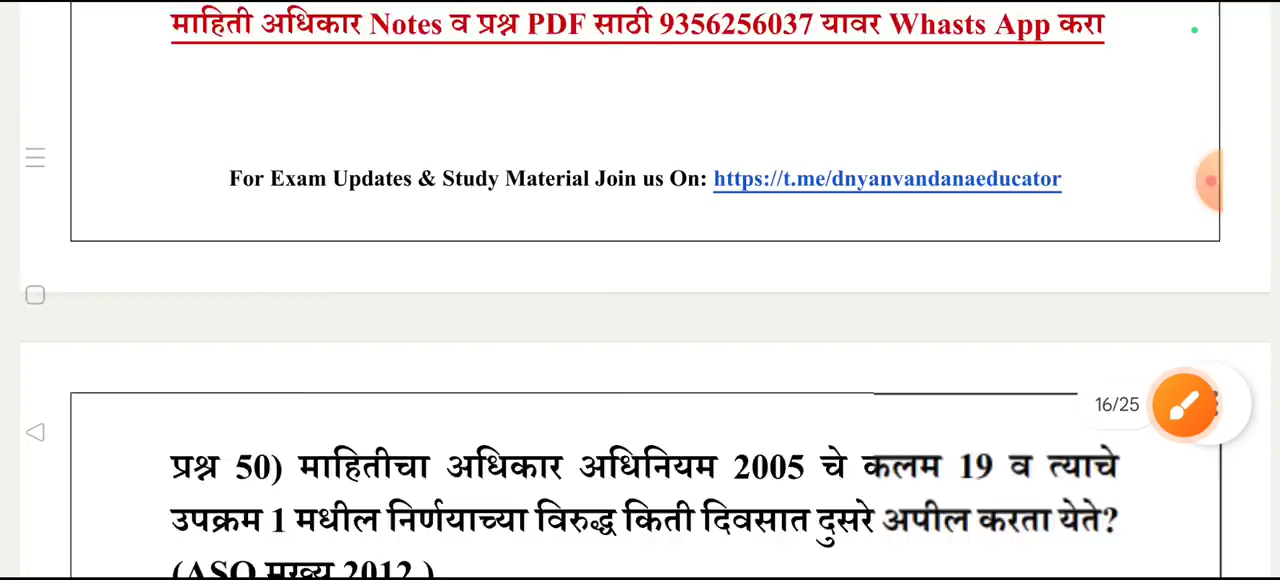 माहिती अधिकार Notes व प्रश्न PDF साठी 9356256037 यावर Whasts App करा
For Exam Updates & Study Material Join us On: https://t.me/dnyanvandanaeducator
16/25
प्रश्न 50) माहितीचा अधिकार अधिनियम 2005 चे कलम 19 व त्याचे
उपक्रम 1 मधील निर्णयाच्या विरुद्ध किती दिवसात दुसरे अपील करता येते?
(ASO मुख्य 2012 )